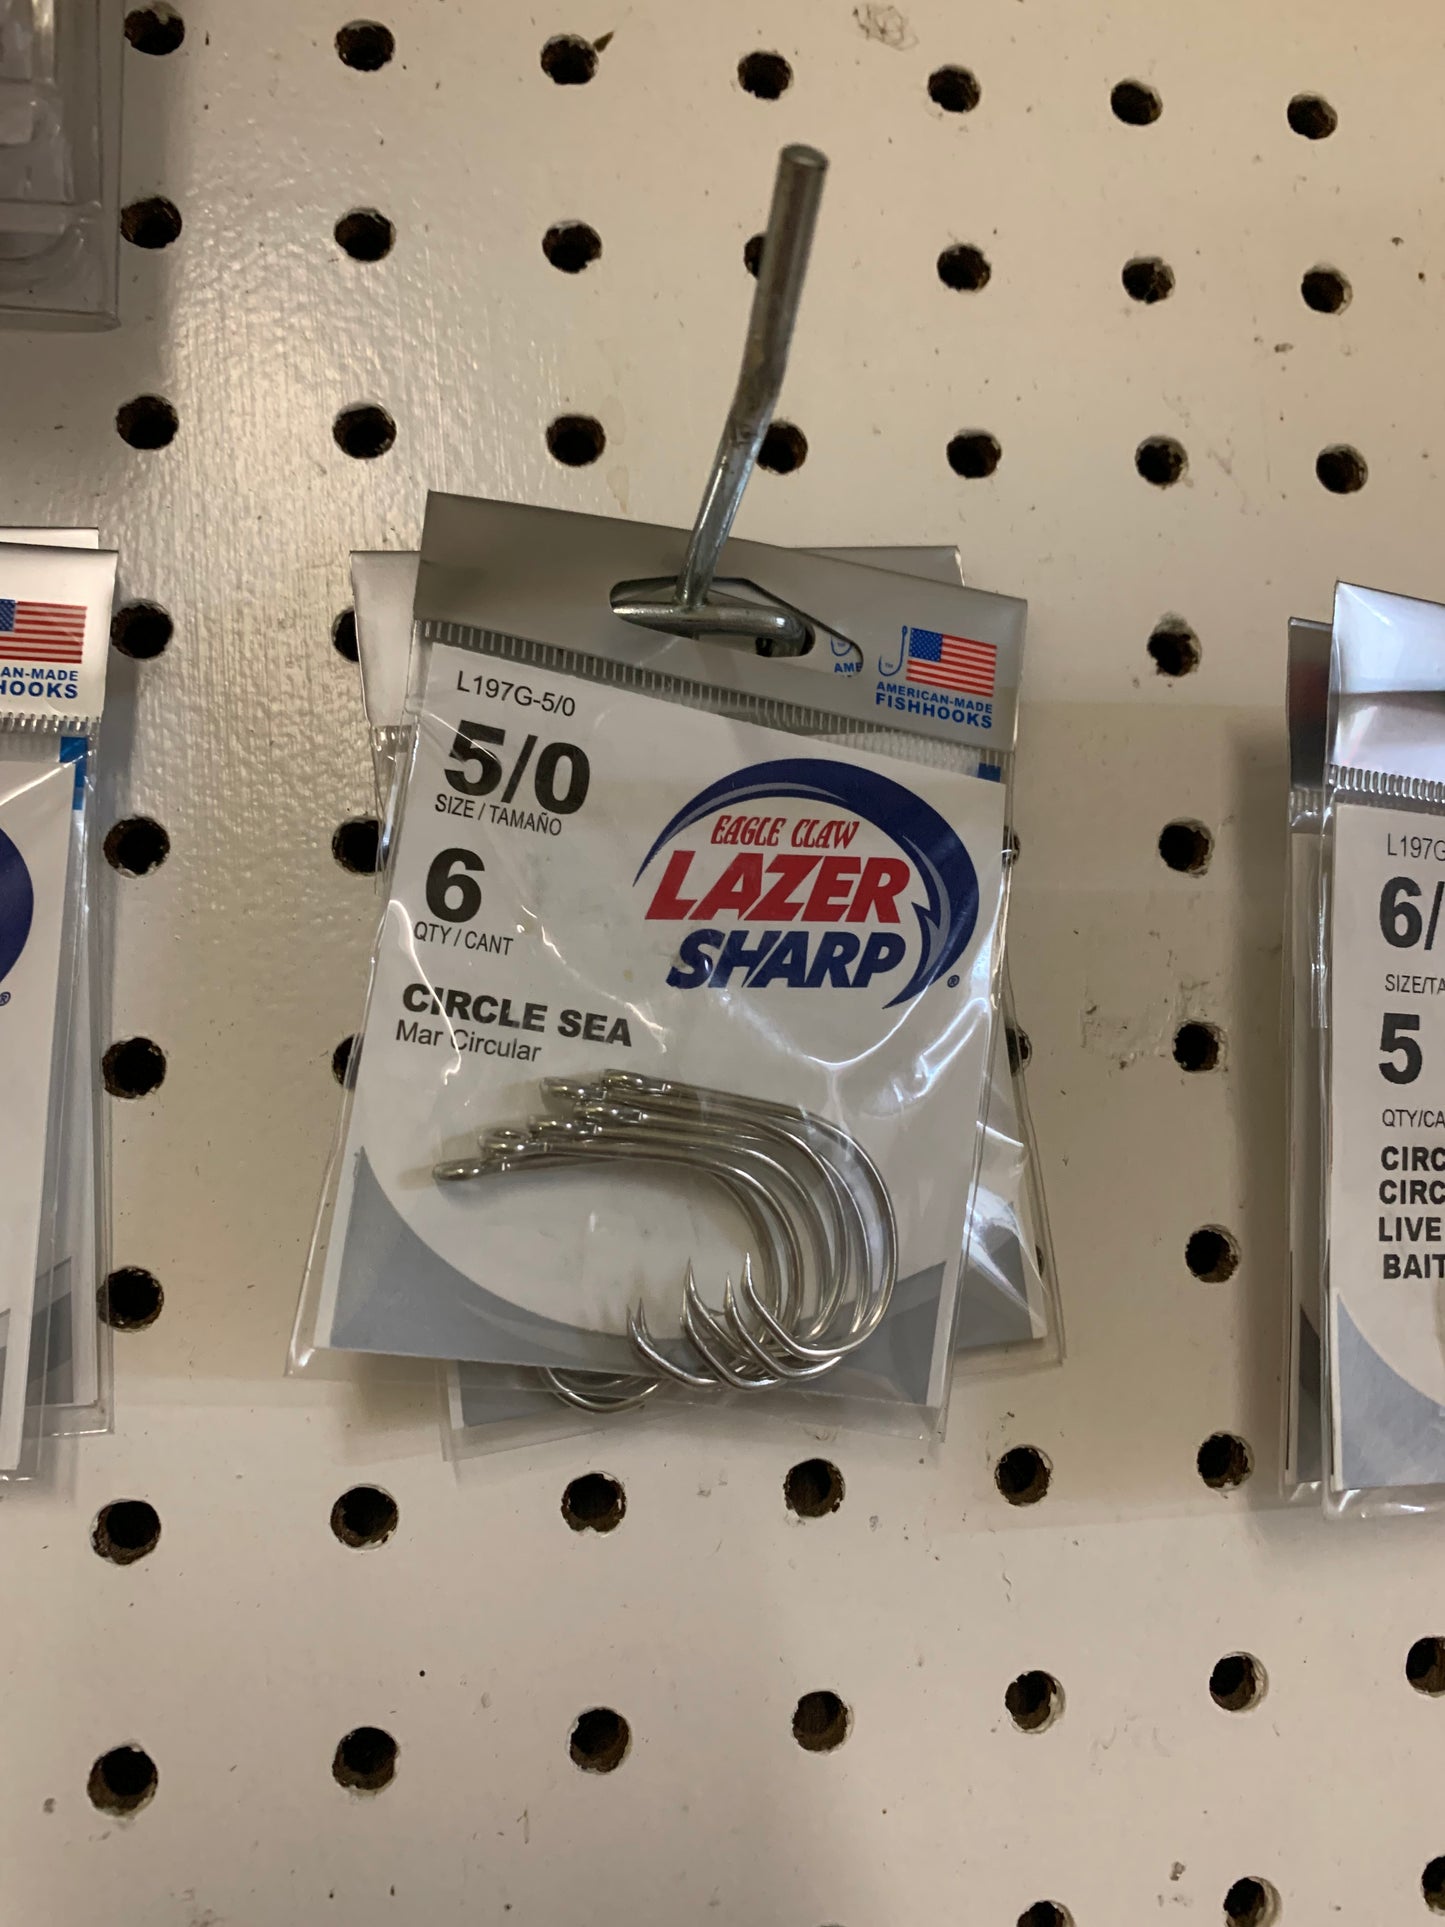 AN-MADE
HOOKS
®
AME
AMERICAN-MADE
FISHHOOKS
L197G-5/0
5/0
SIZE / TAMAÑO
6
QTY / CANT
CIRCLE SEA
Mar Circular
EAGLE CLAW
LAZER
SHARP
®
L197G
6/
SIZE/TA
5
QTY/CA
CIRC
CIRC
LIVE
BAIT